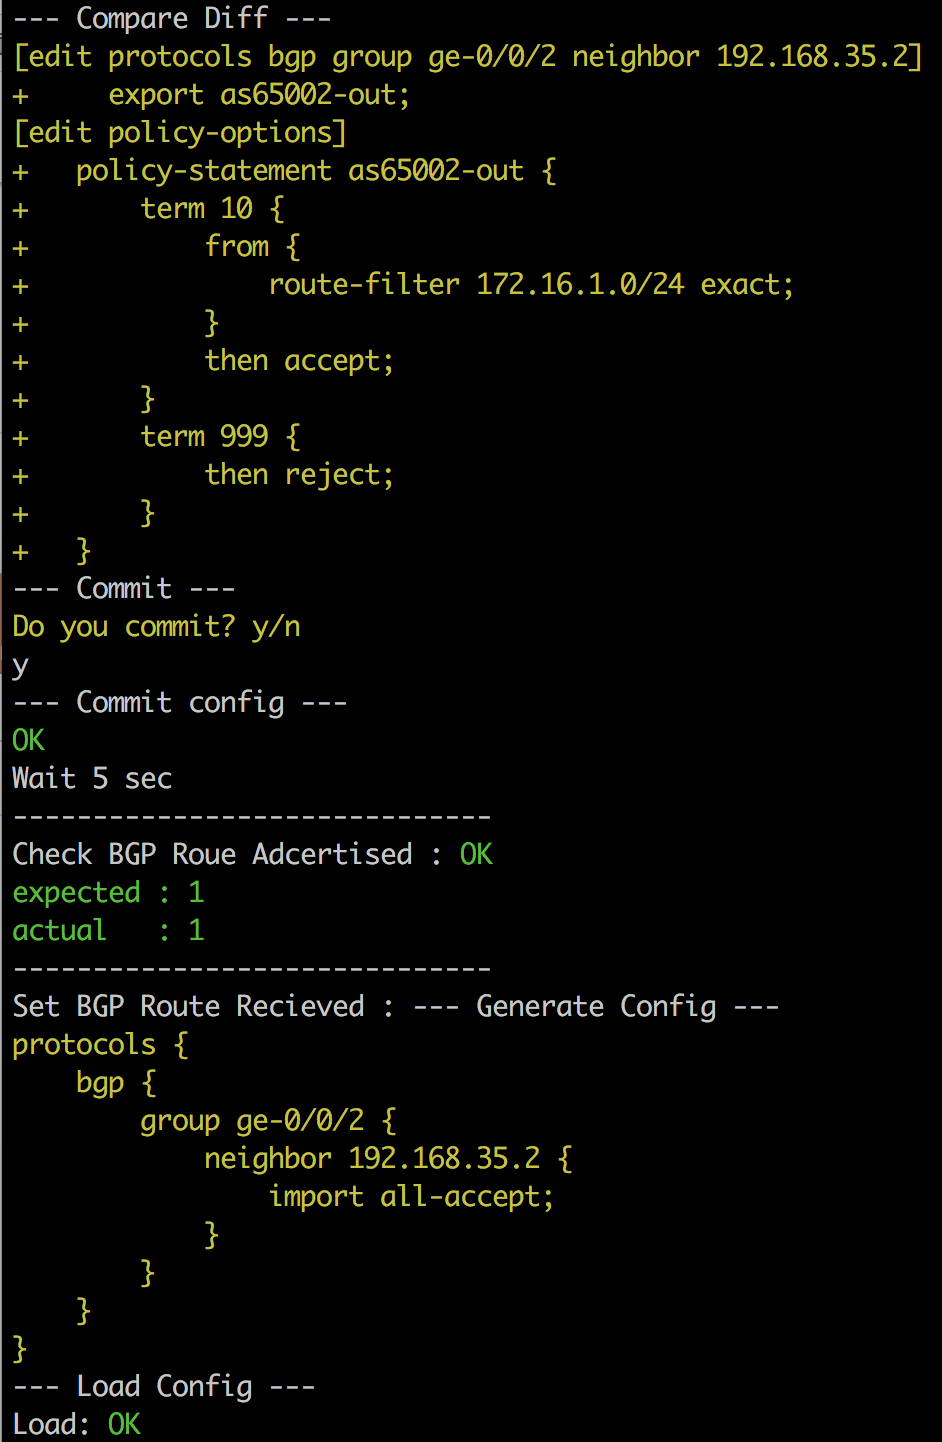 --- Compare Diff ---
[edit protocols bgp group ge-0/0/2 neighbor 192.168.35.2]
+     export as65002-out;
[edit policy-options]
+   policy-statement as65002-out {
+       term 10 {
+           from {
+               route-filter 172.16.1.0/24 exact;
+           }
+           then accept;
+       }
+       term 999 {
+           then reject;
+       }
+   }
--- Commit ---
Do you commit? y/n
y
--- Commit config ---
OK
Wait 5 sec
------------------------------
Check BGP Roue Adcertised : OK
expected : 1
actual   : 1
------------------------------
Set BGP Route Recieved : --- Generate Config ---
protocols {
    bgp {
        group ge-0/0/2 {
            neighbor 192.168.35.2 {
                import all-accept;
            }
        }
    }
}
--- Load Config ---
Load: OK